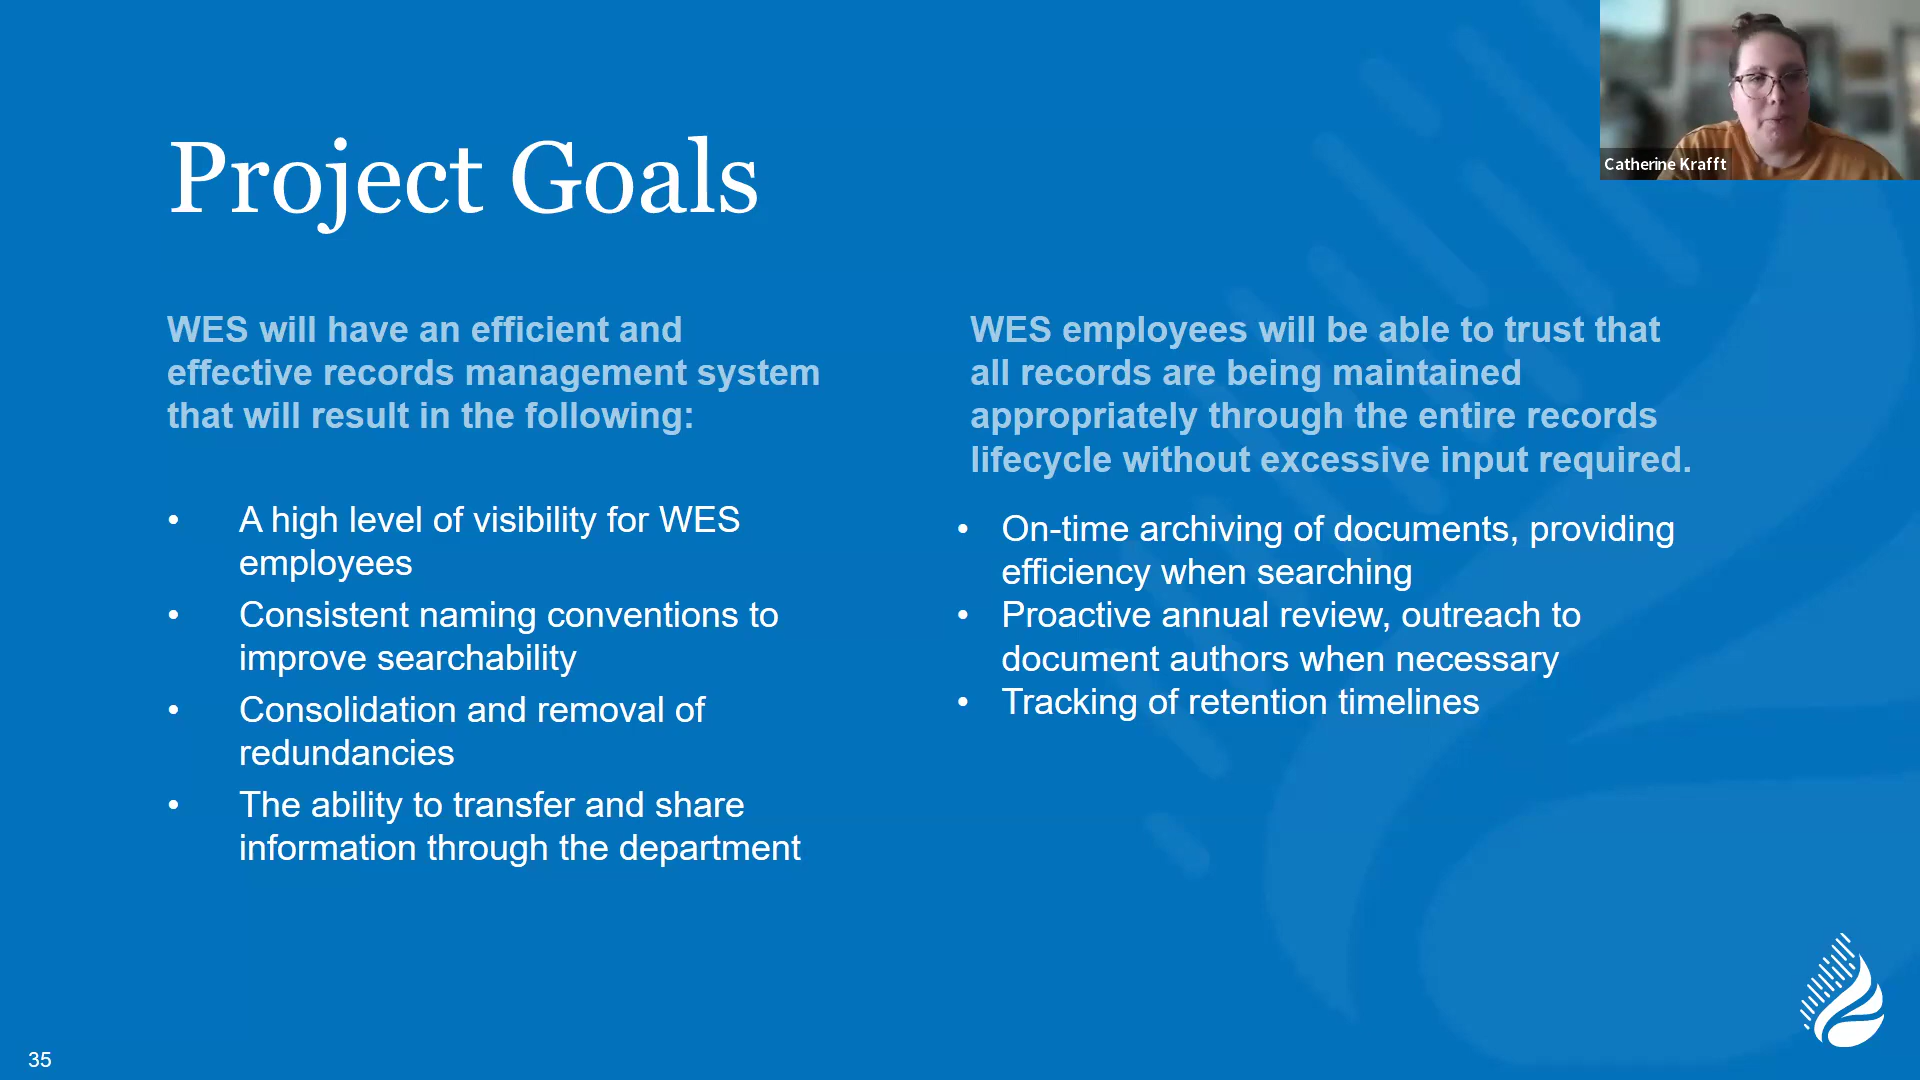 Catherine Krafft
Project Goals
WES will have an efficient and
effective records management system
that will result in the following:
• A high level of visibility for WES
employees
• Consistent naming conventions to
improve searchability
• Consolidation and removal of
redundancies
• The ability to transfer and share
information through the department
WES employees will be able to trust that
all records are being maintained
appropriately through the entire records
lifecycle without excessive input required.
• On-time archiving of documents, providing
efficiency when searching
• Proactive annual review, outreach to
document authors when necessary
• Tracking of retention timelines
35